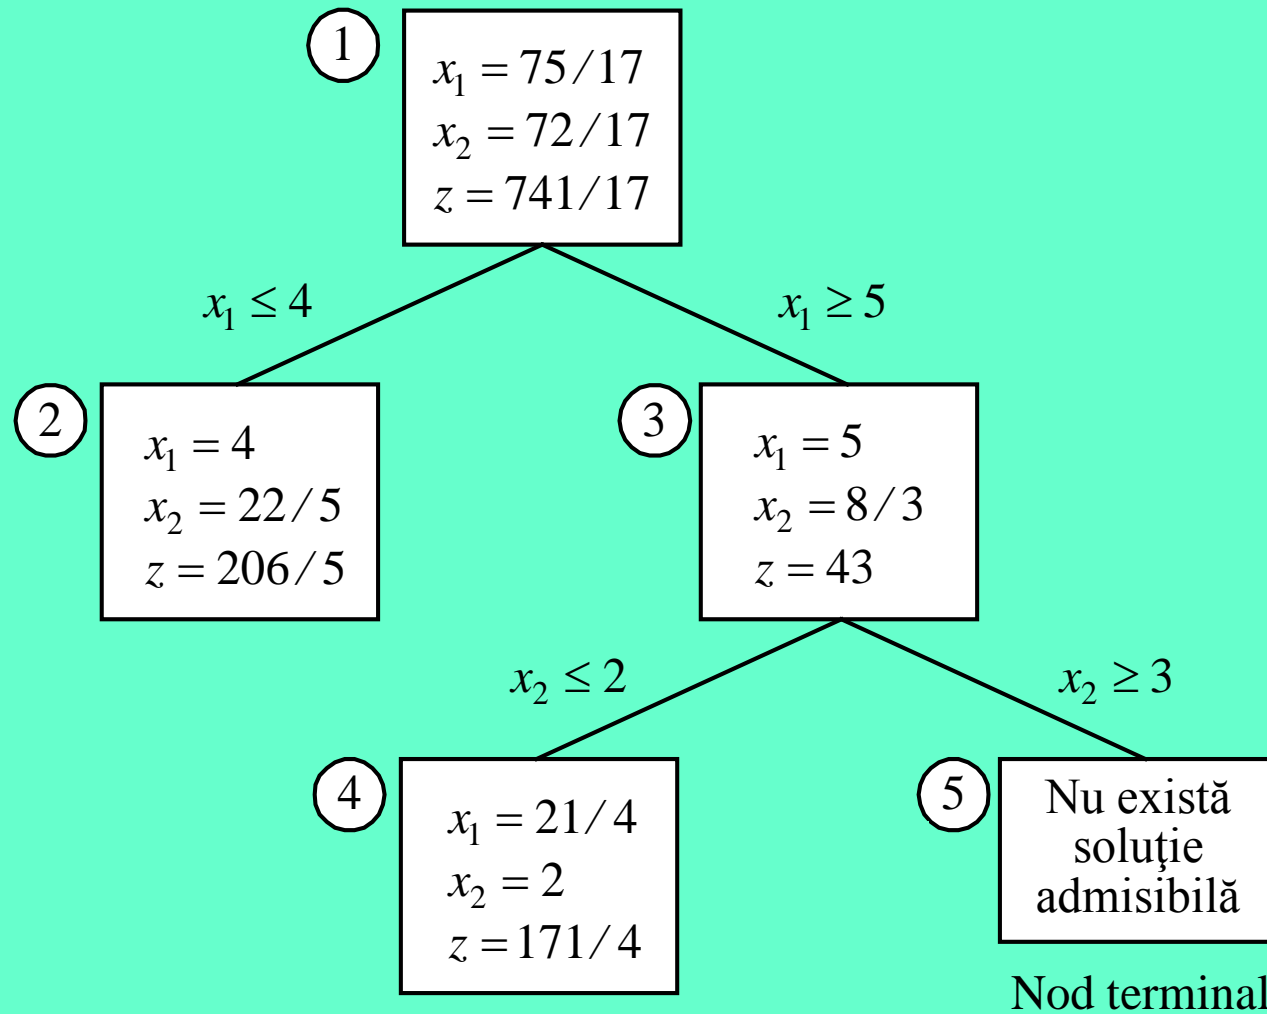 1
x₁ = 75/17
x₂ = 72/17
z = 741/17
x₁ ≤ 4
x₁ ≥ 5
2
x₁ = 4
x₂ = 22/5
z = 206/5
3
x₁ = 5
x₂ = 8/3
z = 43
x₂ ≤ 2
x₂ ≥ 3
4
x₁ = 21/4
x₂ = 2
z = 171/4
5
Nu există
soluţie
admisibilă
Nod terminal